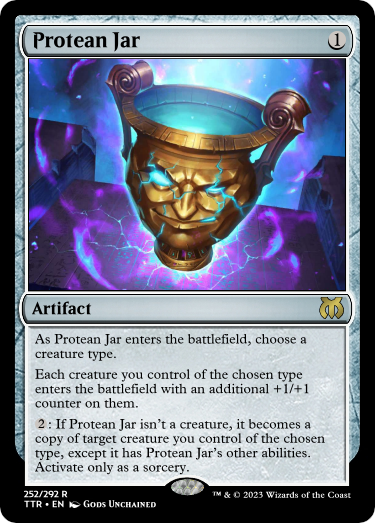 Protean Jar 1
Artifact
As Protean Jar enters the battlefield, choose a
creature type.
Each creature you control of the chosen type
enters the battlefield with an additional +1/+1
counter on them.
2 : If Protean Jar isn't a creature, it becomes a
copy of target creature you control of the chosen
type, except it has Protean Jar's other abilities.
Activate only as a sorcery.
252/292 R
TTR • EN Gods Unchained
™ & © 2023 Wizards of the Coast